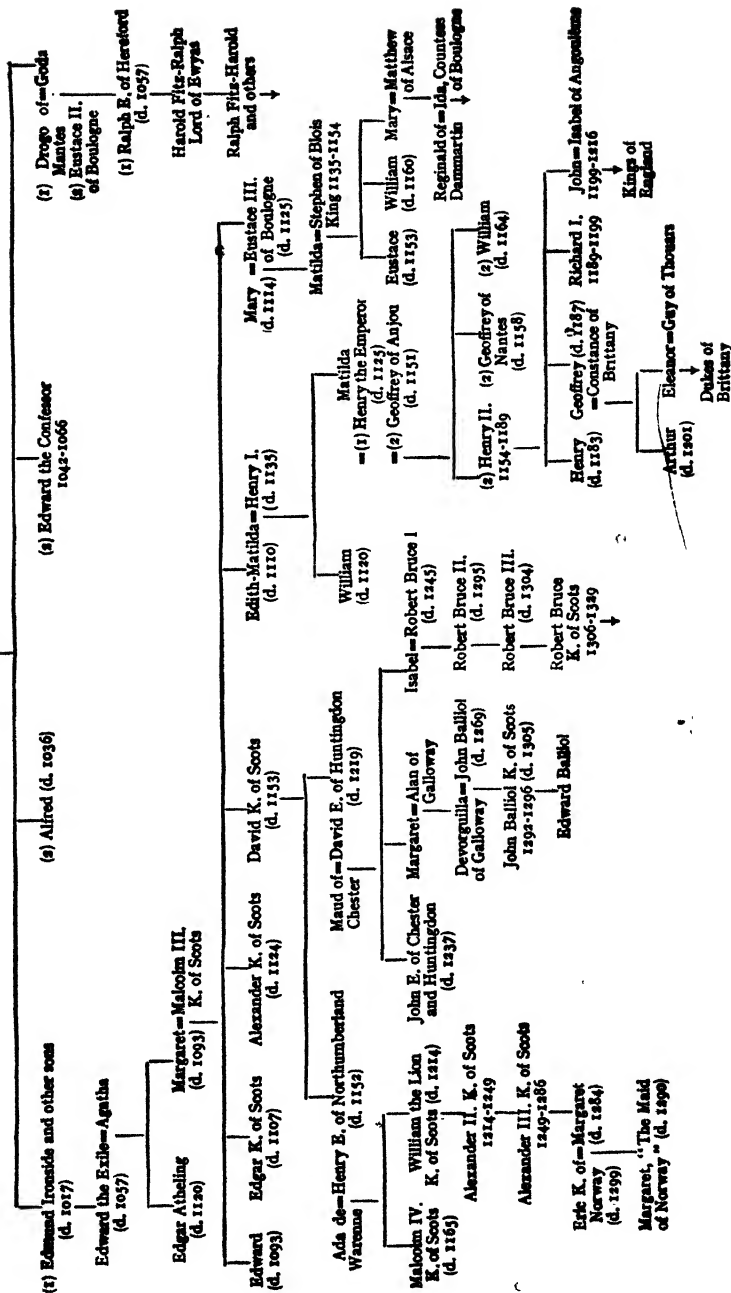 (1) Edmund Ironside and other sons
(d. 1017)
(2) Alfred (d. 1036)
(2) Edward the Confessor
1042-1066
(1) Drogo of=Goda
Mantes
(2) Eustace II.
of Boulogne
Edward the Exile=Agatha
(d. 1057)
(1) Ralph E. of Hereford
(d. 1057)
Harold Fitz-Ralph
Lord of Ewyas
Ralph Fitz-Harold
and others
Edgar Atheling
(d. 1120)
Margaret=Malcolm III.
(d. 1093) K. of Scots
Edward
(d. 1093)
Edgar K. of Scots
(d. 1107)
Alexander K. of Scots
(d. 1124)
David K. of Scots
(d. 1153)
Edith-Matilda=Henry I.
(d. 1110) (d. 1135)
Mary =Eustace III.
(d. 1114) of Boulogne
(d. 1125)
Ada de=Henry E. of Northumberland
Warenne (d. 1152)
Maud of=David E. of Huntingdon
Chester (d. 1219)
William
(d. 1120)
Matilda
=(1) Henry the Emperor
(d. 1125)
=(2) Geoffrey of Anjou
(d. 1151)
Matilda=Stephen of Blois
King 1135-1154
Malcolm IV.
K. of Scots
(d. 1165)
William the Lion
K. of Scots (d. 1214)
John E. of Chester
and Huntingdon
(d. 1237)
Margaret=Alan of
Galloway
Isabel=Robert Bruce I
(d. 1245)
(2) Henry II.
1154-1189
(2) Geoffrey of
Nantes
(d. 1158)
(2) William
(d. 1164)
Eustace
(d. 1153)
William
(d. 1160)
Mary=Matthew
of Alsace
Reginald of=Ida, Countess
Dammartin of Boulogne
Alexander II. K. of Scots
1214-1249
Devorguilla=John Balliol
of Galloway (d. 1269)
Robert Bruce II.
(d. 1295)
Alexander III. K. of Scots
1249-1286
John Balliol K. of Scots
1292-1296 (d. 1305)
Robert Bruce III.
(d. 1304)
Henry
(d. 1183)
Geoffrey (d. 1187)
=Constance of
Brittany
Richard I.
1189-1199
John=Isabel of Angoulême
1199-1216
Kings of
England
Eric K. of=Margaret
Norway (d. 1284)
(d. 1299)
Edward Balliol
Robert Bruce
K. of Scots
1306-1329
Arthur
(d. 1201)
Eleanor=Guy of Thouars
Dukes of
Brittany
Margaret, "The Maid
of Norway" (d. 1290)